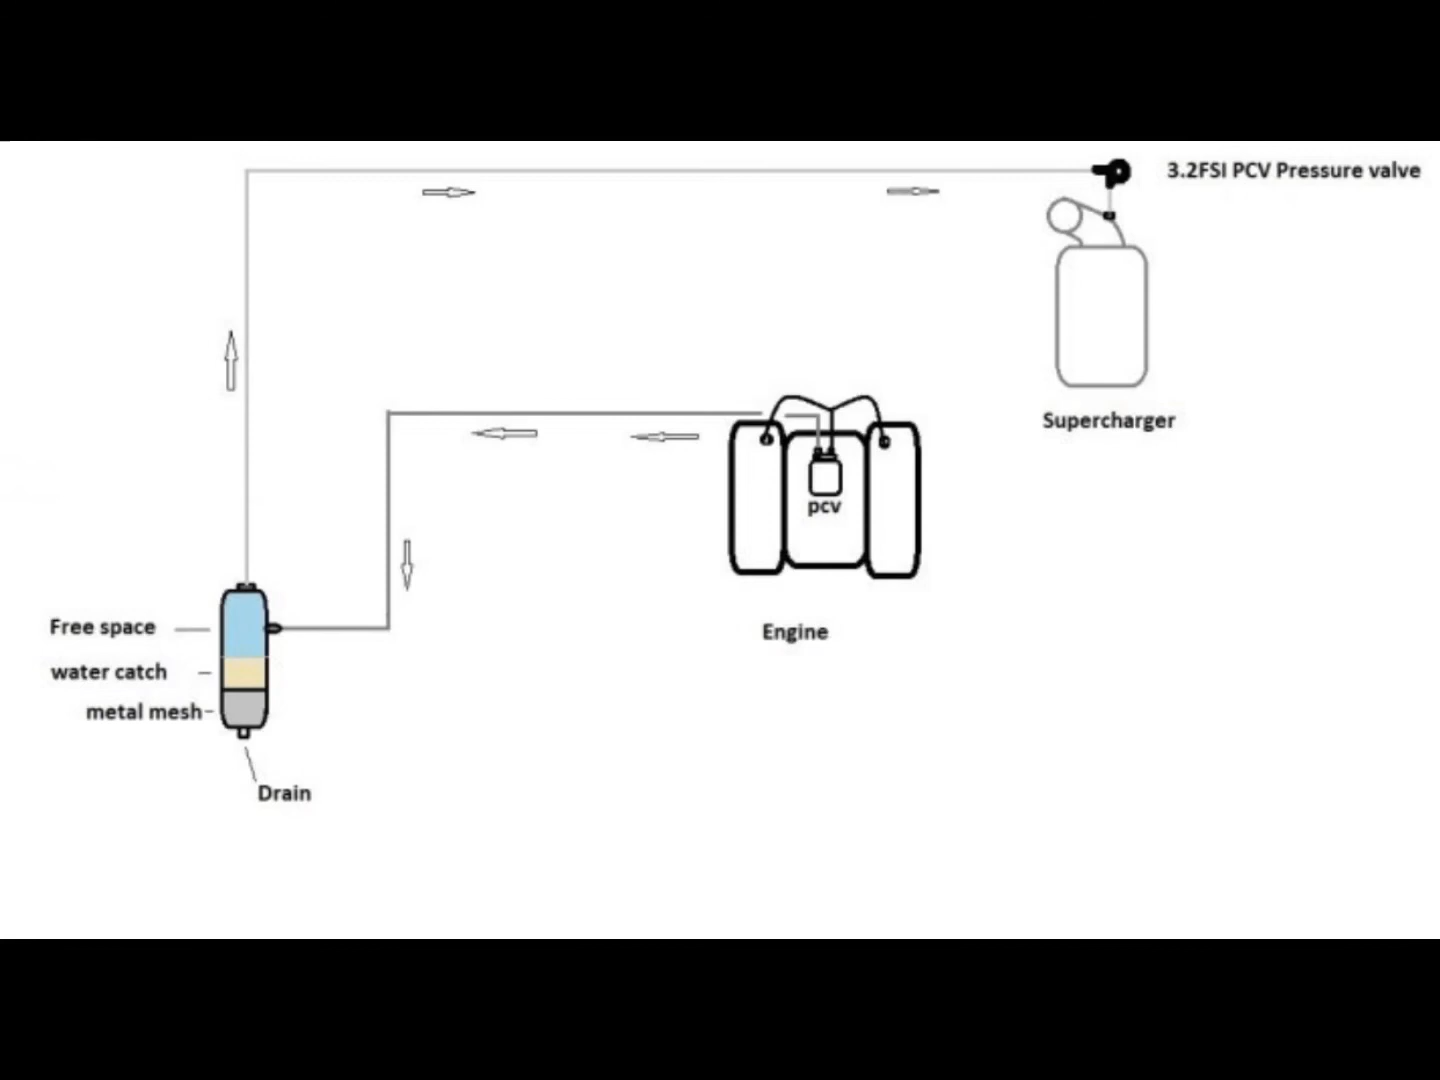 3.2FSI PCV Pressure valve
Supercharger
pcv
Engine
Free space
water catch
metal mesh
Drain